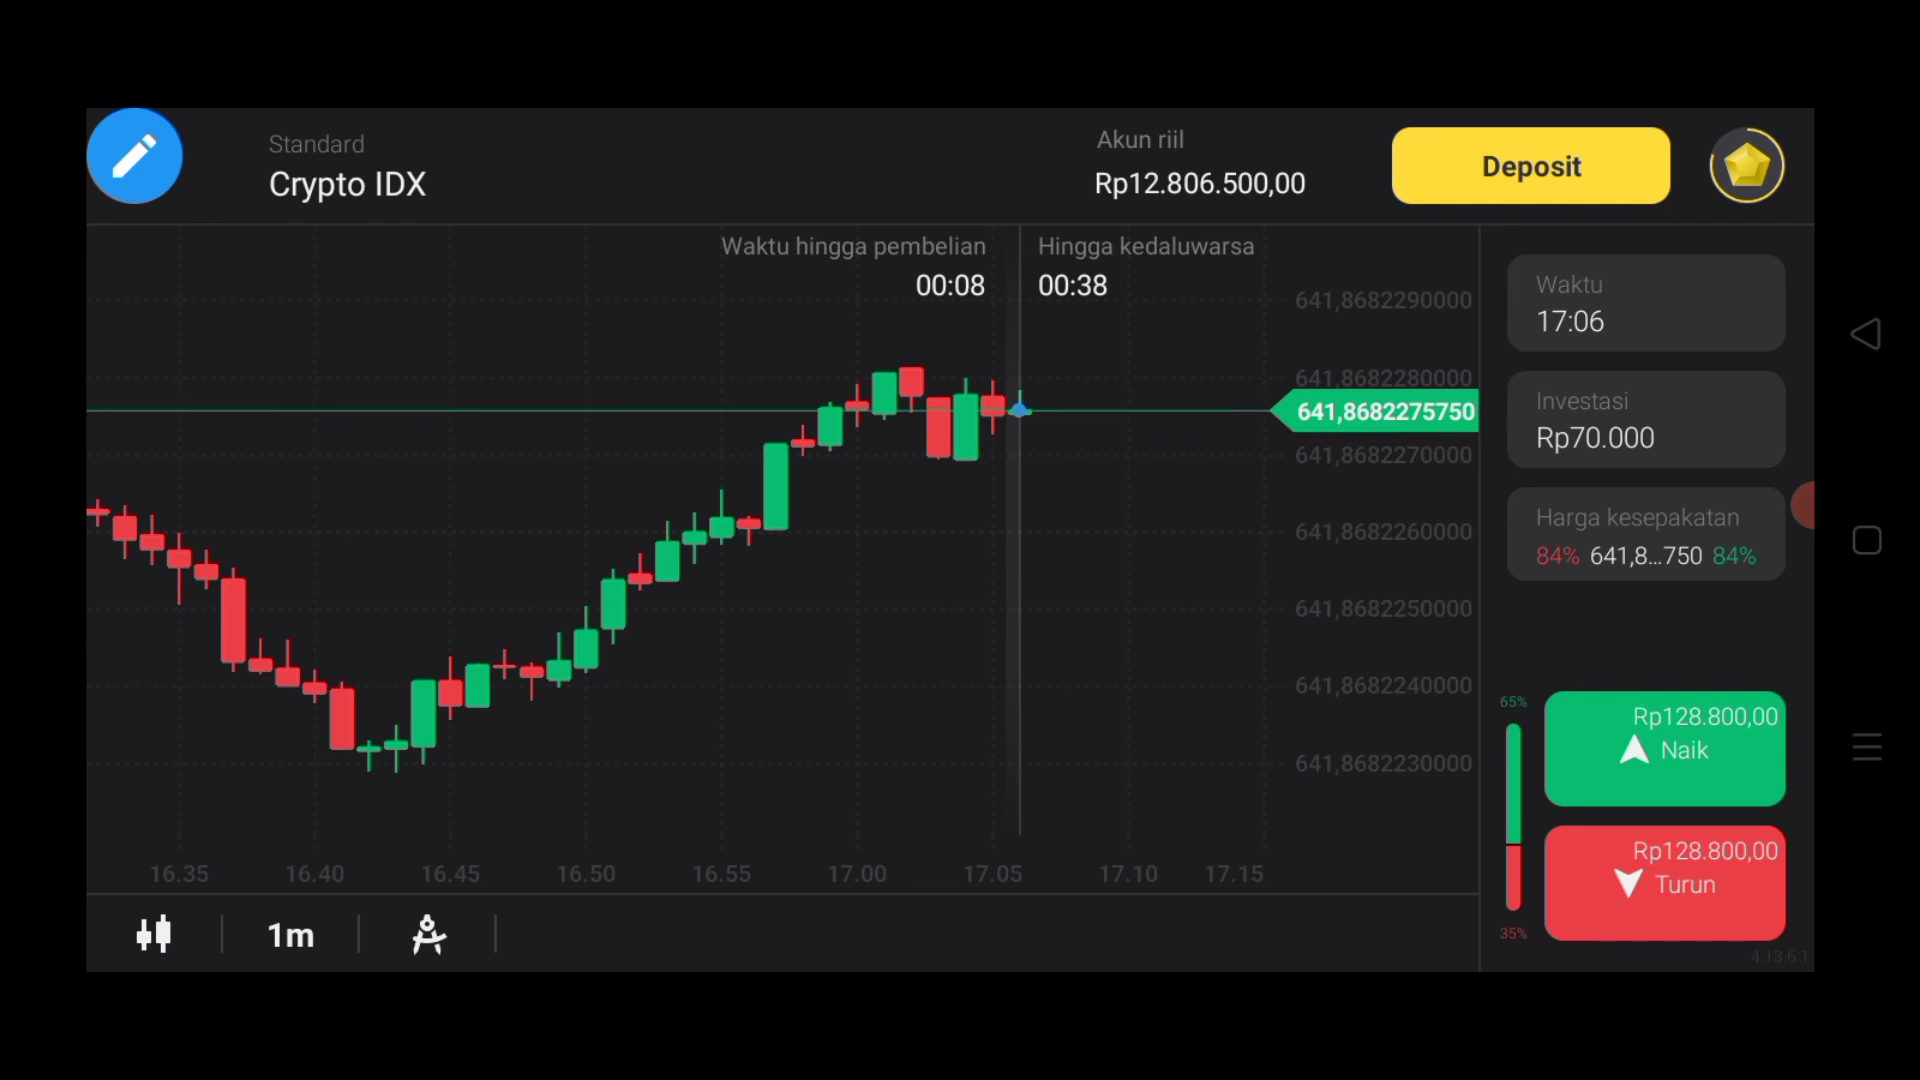 Standard
Crypto IDX
Akun riil
Rp12.806.500,00
Deposit
Waktu hingga pembelian
00:08
Hingga kedaluwarsa
00:38
641,8682290000
641,8682280000
641,8682275750
641,8682270000
641,8682260000
641,8682250000
641,8682240000
641,8682230000
16.35
16.40
16.45
16.50
16.55
17.00
17.05
17.10
17.15
1m
Waktu
17:06
Investasi
Rp70.000
Harga kesepakatan
84% 641,8...750 84%
65%
Rp128.800,00
Naik
Rp128.800,00
Turun
35%
4.13.6.1